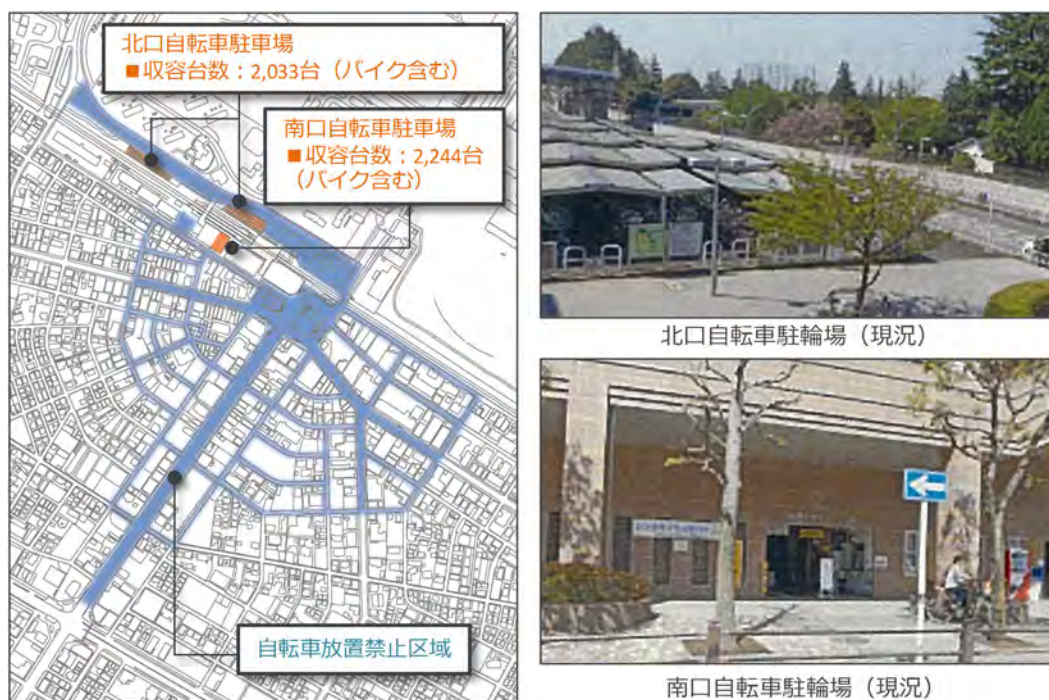 北口自転車駐車場
■収容台数：2,033台（バイク含む）
南口自転車駐車場
■収容台数：2,244台
（バイク含む）
自転車放置禁止区域
北口自転車駐輪場（現況）
南口自転車駐輪場（現況）